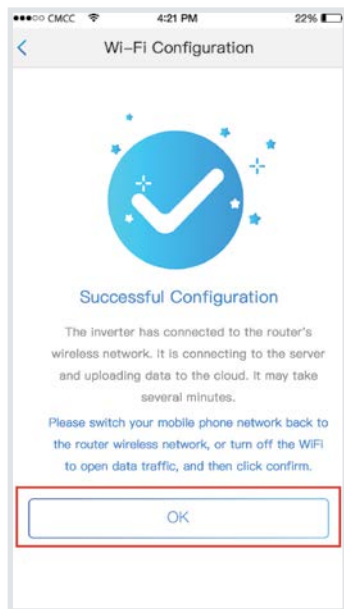 CMCC 4:21 PM 22%
Wi-Fi Configuration
Successful Configuration
The inverter has connected to the router's
wireless network. It is connecting to the server
and uploading data to the cloud. It may take
several minutes.
Please switch your mobile phone network back to
the router wireless network, or turn off the WiFi
to open data traffic, and then click confirm.
OK